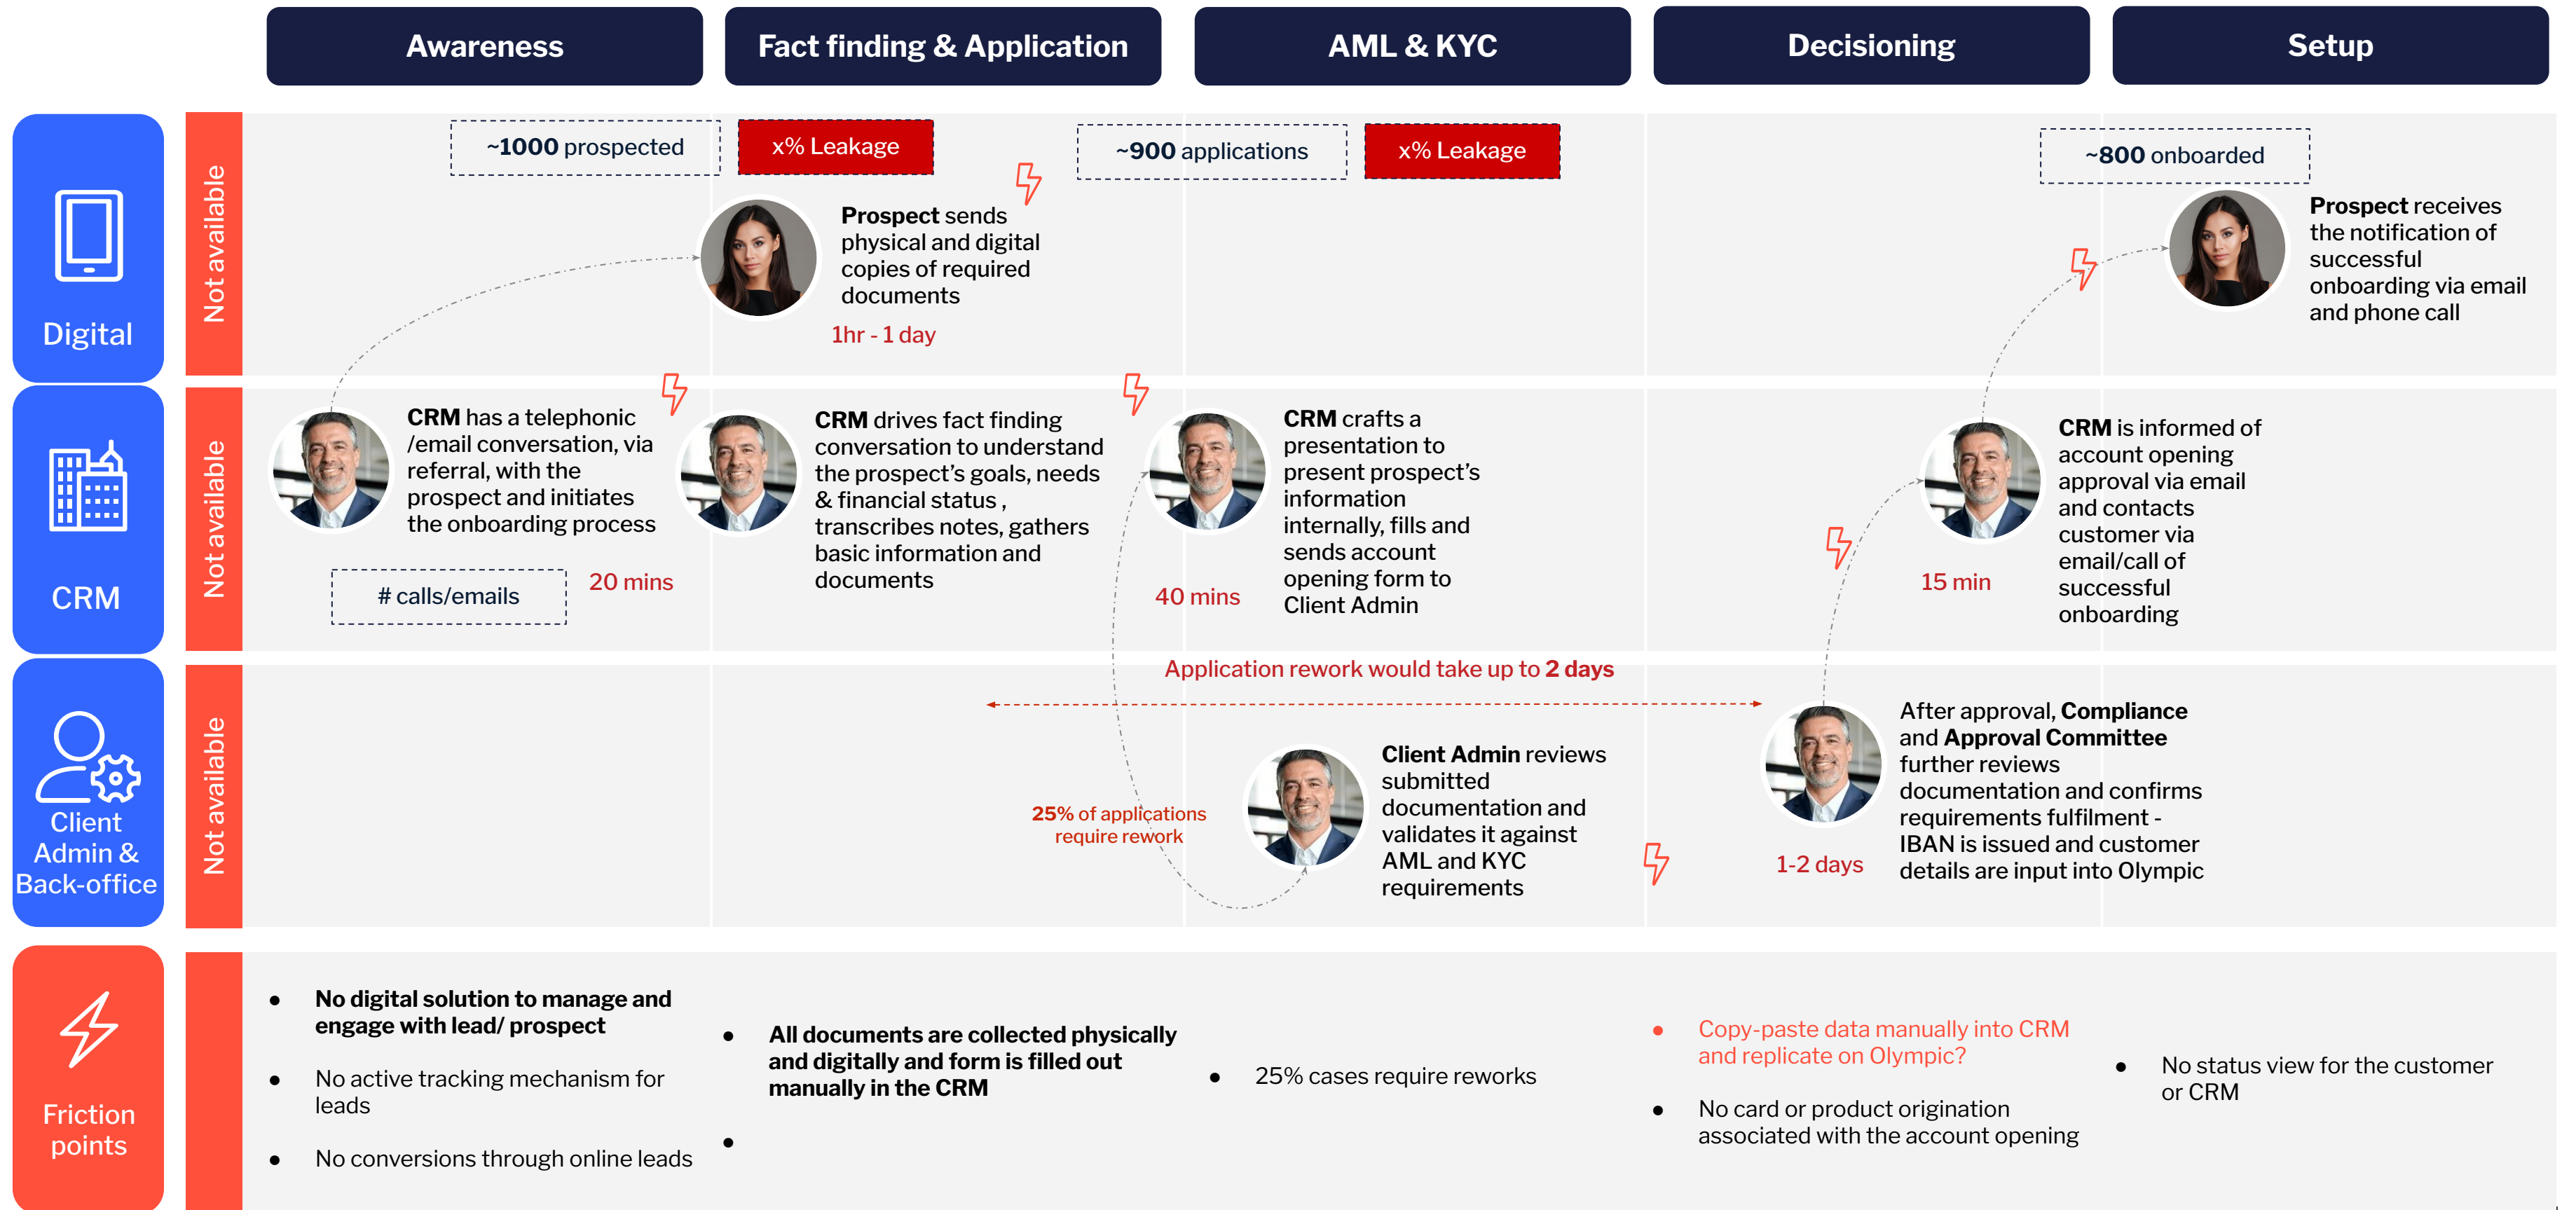 Awareness
Fact finding & Application
AML & KYC
Decisioning
Setup
Digital
Not available
~1000 prospected
x% Leakage
~900 applications
x% Leakage
~800 onboarded
Prospect sends
physical and digital
copies of required
documents
1hr - 1 day
Prospect receives
the notification of
successful
onboarding via email
and phone call
CRM
Not available
CRM has a telephonic
/email conversation, via
referral, with the
prospect and initiates
the onboarding process
# calls/emails
20 mins
CRM drives fact finding
conversation to understand
the prospect's goals, needs
& financial status ,
transcribes notes, gathers
basic information and
documents
CRM crafts a
presentation to
present prospect's
information
internally, fills and
sends account
opening form to
Client Admin
40 mins
CRM is informed of
account opening
approval via email
and contacts
customer via
email/call of
successful
onboarding
15 min
Client
Admin &
Back-office
Not available
Application rework would take up to 2 days
25% of applications
require rework
Client Admin reviews
submitted
documentation and
validates it against
AML and KYC
requirements
After approval, Compliance
and Approval Committee
further reviews
documentation and confirms
requirements fulfilment -
IBAN is issued and customer
details are input into Olympic
1-2 days
Friction
points
● No digital solution to manage and
engage with lead/ prospect
● No active tracking mechanism for
leads
● No conversions through online leads
● All documents are collected physically
and digitally and form is filled out
manually in the CRM
●
● 25% cases require reworks
● Copy-paste data manually into CRM
and replicate on Olympic?
● No card or product origination
associated with the account opening
● No status view for the customer
or CRM